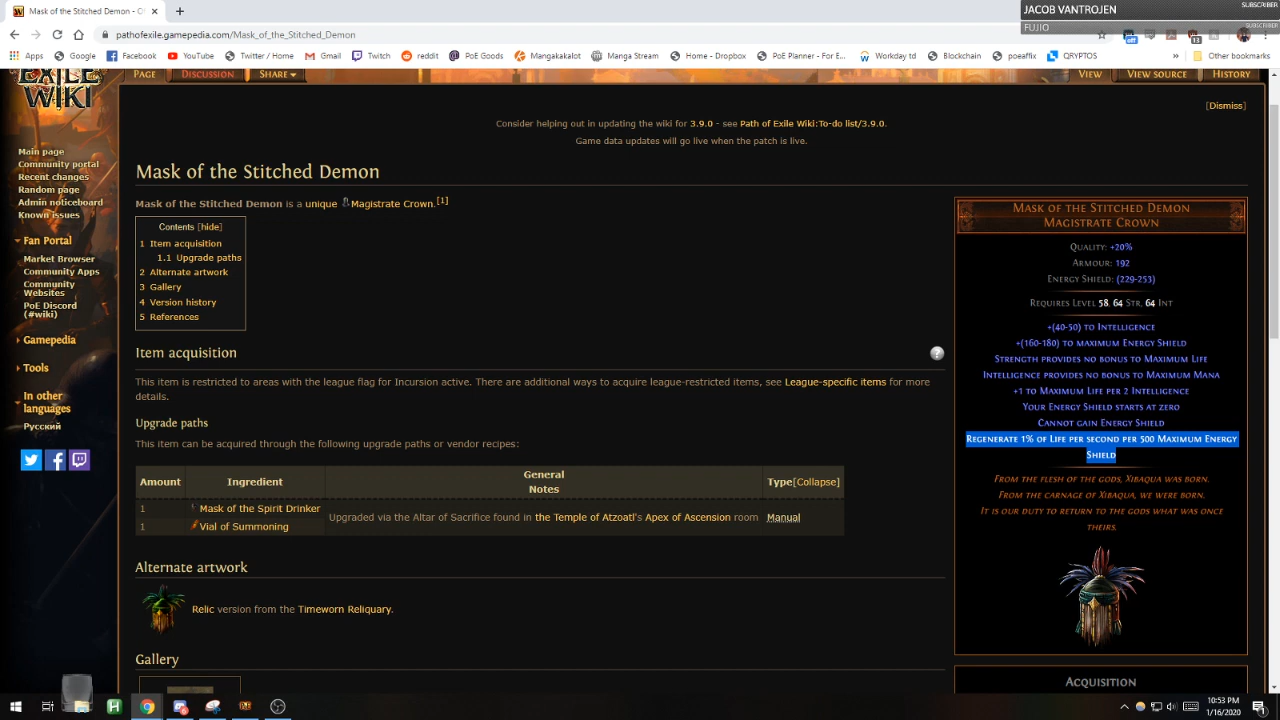 Mask of the Stitched Demon - Of
JACOB VANTROJEN
SUBSCRIBER
FUJIO
SUBSCRIBER
pathofexile.gamepedia.com/Mask_of_the_Stitched_Demon
Apps
Google
Facebook
YouTube
Twitter / Home
Gmail
Twitch
reddit
PoE Goods
Mangakakalot
Manga Stream
Home - Dropbox
PoE Planner - For E...
Workday td
Blockchain
poeaffix
QRYPTOS
»
Other bookmarks
EXILE
WIKI
PAGE
DISCUSSION
SHARE
VIEW
VIEW SOURCE
HISTORY
[Dismiss]
Consider helping out in updating the wiki for 3.9.0 - see Path of Exile Wiki:To-do list/3.9.0.
Game data updates will go live when the patch is live.
Main page
Community portal
Recent changes
Random page
Admin noticeboard
Known issues
Fan Portal
Market Browser
Community Apps
Community
Websites
PoE Discord
(#wiki)
Gamepedia
Tools
In other
languages
Русский
Mask of the Stitched Demon
Mask of the Stitched Demon is a unique Magistrate Crown.[1]
Contents [hide]
1 Item acquisition
1.1 Upgrade paths
2 Alternate artwork
3 Gallery
4 Version history
5 References
Item acquisition
?
This item is restricted to areas with the league flag for Incursion active. There are additional ways to acquire league-restricted items, see League-specific items for more
details.
Upgrade paths
This item can be acquired through the following upgrade paths or vendor recipes:
Amount
Ingredient
General
Notes
Type[Collapse]
1
Mask of the Spirit Drinker
1
Vial of Summoning
Upgraded via the Altar of Sacrifice found in the Temple of Atzoatl's Apex of Ascension room
Manual
Alternate artwork
Relic version from the Timeworn Reliquary.
Gallery
MASK OF THE STITCHED DEMON
MAGISTRATE CROWN
QUALITY: +20%
ARMOUR: 192
ENERGY SHIELD: (229-253)
REQUIRES LEVEL 58, 64 STR, 64 INT
+(40-50) TO INTELLIGENCE
+(160-180) TO MAXIMUM ENERGY SHIELD
STRENGTH PROVIDES NO BONUS TO MAXIMUM LIFE
INTELLIGENCE PROVIDES NO BONUS TO MAXIMUM MANA
+1 TO MAXIMUM LIFE PER 2 INTELLIGENCE
YOUR ENERGY SHIELD STARTS AT ZERO
CANNOT GAIN ENERGY SHIELD
REGENERATE 1% OF LIFE PER SECOND PER 500 MAXIMUM ENERGY
SHIELD
FROM THE FLESH OF THE GODS, XIBAQUA WAS BORN.
FROM THE CARNAGE OF XIBAQUA, WE WERE BORN.
IT IS OUR DUTY TO RETURN TO THE GODS WHAT WAS ONCE
THEIRS.
ACQUISITION
10:53 PM
1/16/2020